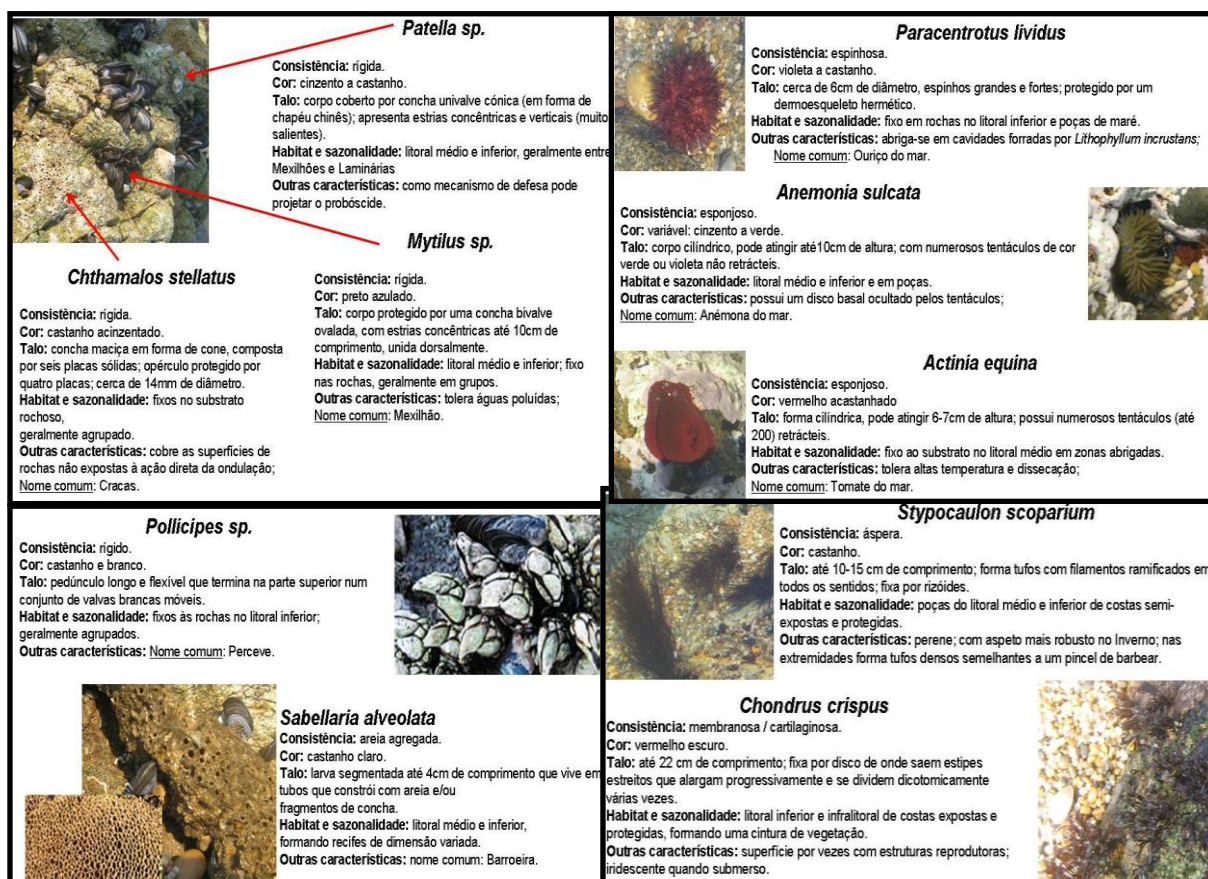 Patella sp.
Consistência: rígida.
Cor: cinzento a castanho.
Talo: corpo coberto por concha univalve cónica (em forma de
chapéu chinês); apresenta estrias concêntricas e verticais (muito
salientes).
Habitat e sazonalidade: litoral médio e inferior, geralmente entre
Mexilhões e Laminárias
Outras características: como mecanismo de defesa pode
projetar o probóscide.
Mytilus sp.
Consistência: rígida.
Cor: preto azulado.
Talo: corpo protegido por uma concha bivalve
ovalada, com estrias concêntricas até 10cm de
comprimento, unida dorsalmente.
Habitat e sazonalidade: litoral médio e inferior; fixo
nas rochas, geralmente em grupos.
Outras características: tolera águas poluídas;
Nome comum: Mexilhão.
Chthamalos stellatus
Consistência: rígida.
Cor: castanho acinzentado.
Talo: concha maciça em forma de cone, composta
por seis placas sólidas; opérculo protegido por
quatro placas; cerca de 14mm de diâmetro.
Habitat e sazonalidade: fixos no substrato
rochoso,
geralmente agrupado.
Outras características: cobre as superfícies de
rochas não expostas à ação direta da ondulação;
Nome comum: Cracas.
Paracentrotus lividus
Consistência: espinhosa.
Cor: violeta a castanho.
Talo: cerca de 6cm de diâmetro, espinhos grandes e fortes; protegido por um
dermoesqueleto hermético.
Habitat e sazonalidade: fixo em rochas no litoral inferior e poças de maré.
Outras características: abriga-se em cavidades forradas por Lithophyllum incrustans;
Nome comum: Ouriço do mar.
Anemonia sulcata
Consistência: esponjoso.
Cor: variável: cinzento a verde.
Talo: corpo cilíndrico, pode atingir até10cm de altura; com numerosos tentáculos de cor
verde ou violeta não retrácteis.
Habitat e sazonalidade: litoral médio e inferior e em poças.
Outras características: possui um disco basal ocultado pelos tentáculos;
Nome comum: Anémona do mar.
Actinia equina
Consistência: esponjoso.
Cor: vermelho acastanhado
Talo: forma cilíndrica, pode atingir 6-7cm de altura; possui numerosos tentáculos (até
200) retrácteis.
Habitat e sazonalidade: fixo ao substrato no litoral médio em zonas abrigadas.
Outras características: tolera altas temperatura e dissecação;
Nome comum: Tomate do mar.
Pollicipes sp.
Consistência: rígido.
Cor: castanho e branco.
Talo: pedúnculo longo e flexível que termina na parte superior num
conjunto de valvas brancas móveis.
Habitat e sazonalidade: fixos às rochas no litoral inferior;
geralmente agrupados.
Outras características: Nome comum: Perceve.
Sabellaria alveolata
Consistência: areia agregada.
Cor: castanho claro.
Talo: larva segmentada até 4cm de comprimento que vive em
tubos que constrói com areia e/ou
fragmentos de concha.
Habitat e sazonalidade: litoral médio e inferior,
formando recifes de dimensão variada.
Outras características: nome comum: Barroeira.
Stypocaulon scoparium
Consistência: áspera.
Cor: castanho.
Talo: até 10-15 cm de comprimento; forma tufos com filamentos ramificados em
todos os sentidos; fixa por rizóides.
Habitat e sazonalidade: poças do litoral médio e inferior de costas semi-
expostas e protegidas.
Outras características: perene; com aspeto mais robusto no Inverno; nas
extremidades forma tufos densos semelhantes a um pincel de barbear.
Chondrus crispus
Consistência: membranosa / cartilaginosa.
Cor: vermelho escuro.
Talo: até 22 cm de comprimento; fixa por disco de onde saem estipes
estreitos que alargam progressivamente e se dividem dicotomicamente
várias vezes.
Habitat e sazonalidade: litoral inferior e infralitoral de costas expostas e
protegidas, formando uma cintura de vegetação.
Outras características: superfície por vezes com estruturas reprodutoras;
iridescente quando submerso.